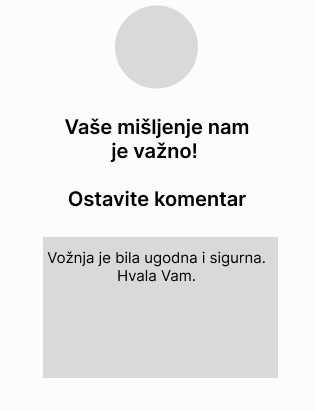 Vaše mišljenje nam
je važno!
Ostavite komentar
Vožnja je bila ugodna i sigurna.
Hvala Vam.